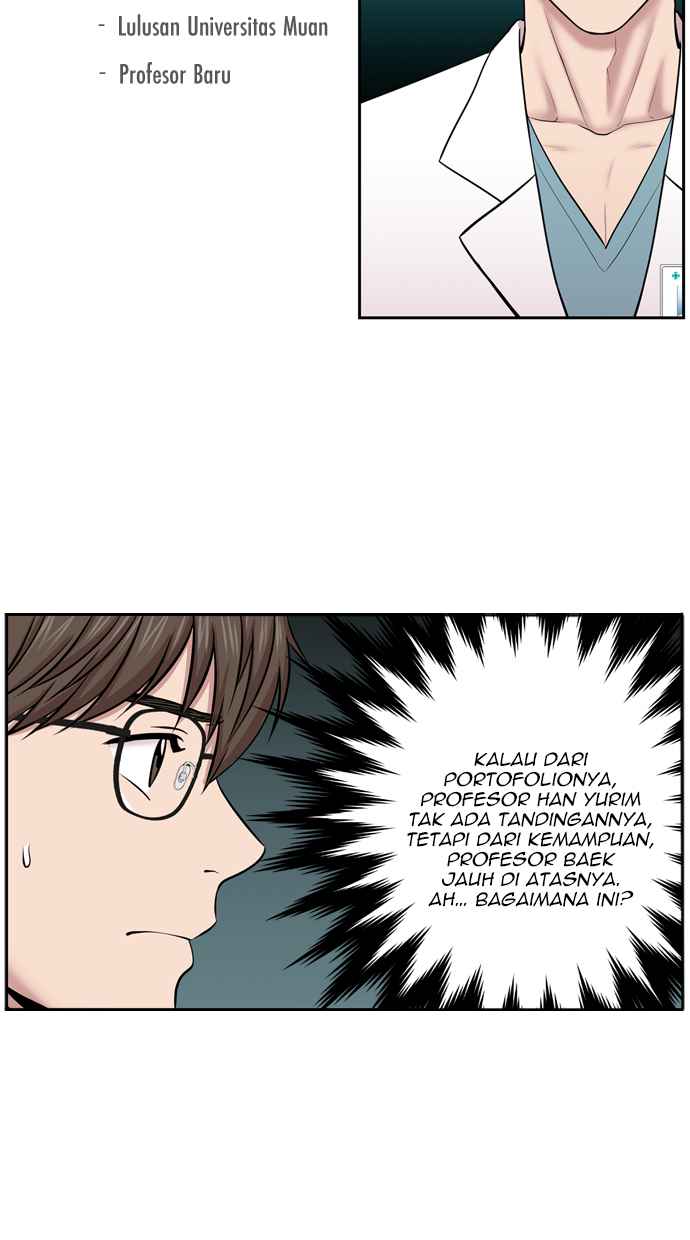 - Lulusan Universitas Muan
- Profesor Baru
KALAU DARI
PORTOFOLIONYA,
PROFESOR HAN YURIM
TAK ADA TANDINGANNYA,
TETAPI DARI KEMAMPUAN,
PROFESOR BAEK
JAUH DI ATASNYA.
AH... BAGAIMANA INI?